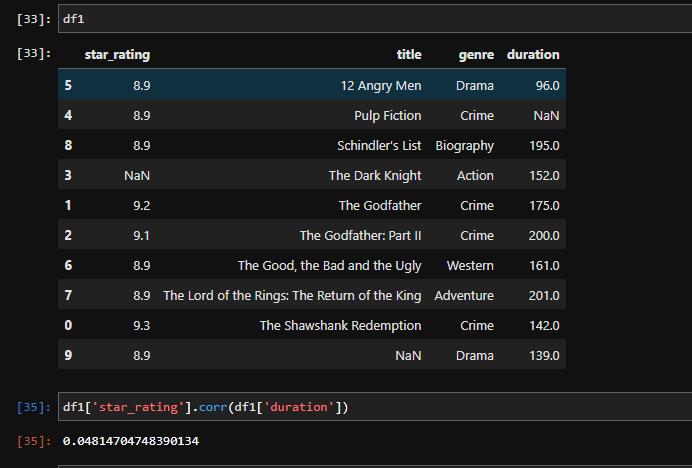 [33]: df1
[33]:
star_rating title genre duration
5 8.9 12 Angry Men Drama 96.0
4 8.9 Pulp Fiction Crime NaN
8 8.9 Schindler's List Biography 195.0
3 NaN The Dark Knight Action 152.0
1 9.2 The Godfather Crime 175.0
2 9.1 The Godfather: Part II Crime 200.0
6 8.9 The Good, the Bad and the Ugly Western 161.0
7 8.9 The Lord of the Rings: The Return of the King Adventure 201.0
0 9.3 The Shawshank Redemption Crime 142.0
9 8.9 NaN Drama 139.0
[35]: df1['star_rating'].corr(df1['duration'])
[35]: 0.04814704748390134